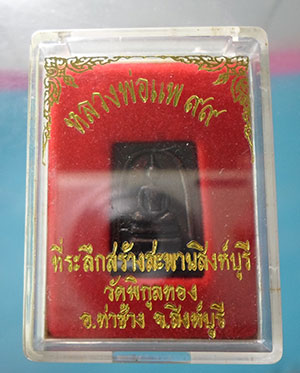 หลวงพ่อแพ ๙๙
ที่ระลึกสร้างสะพานสิงห์บุรี
วัดพิกุลทอง
อ.ท่าช้าง จ.สิงห์บุรี